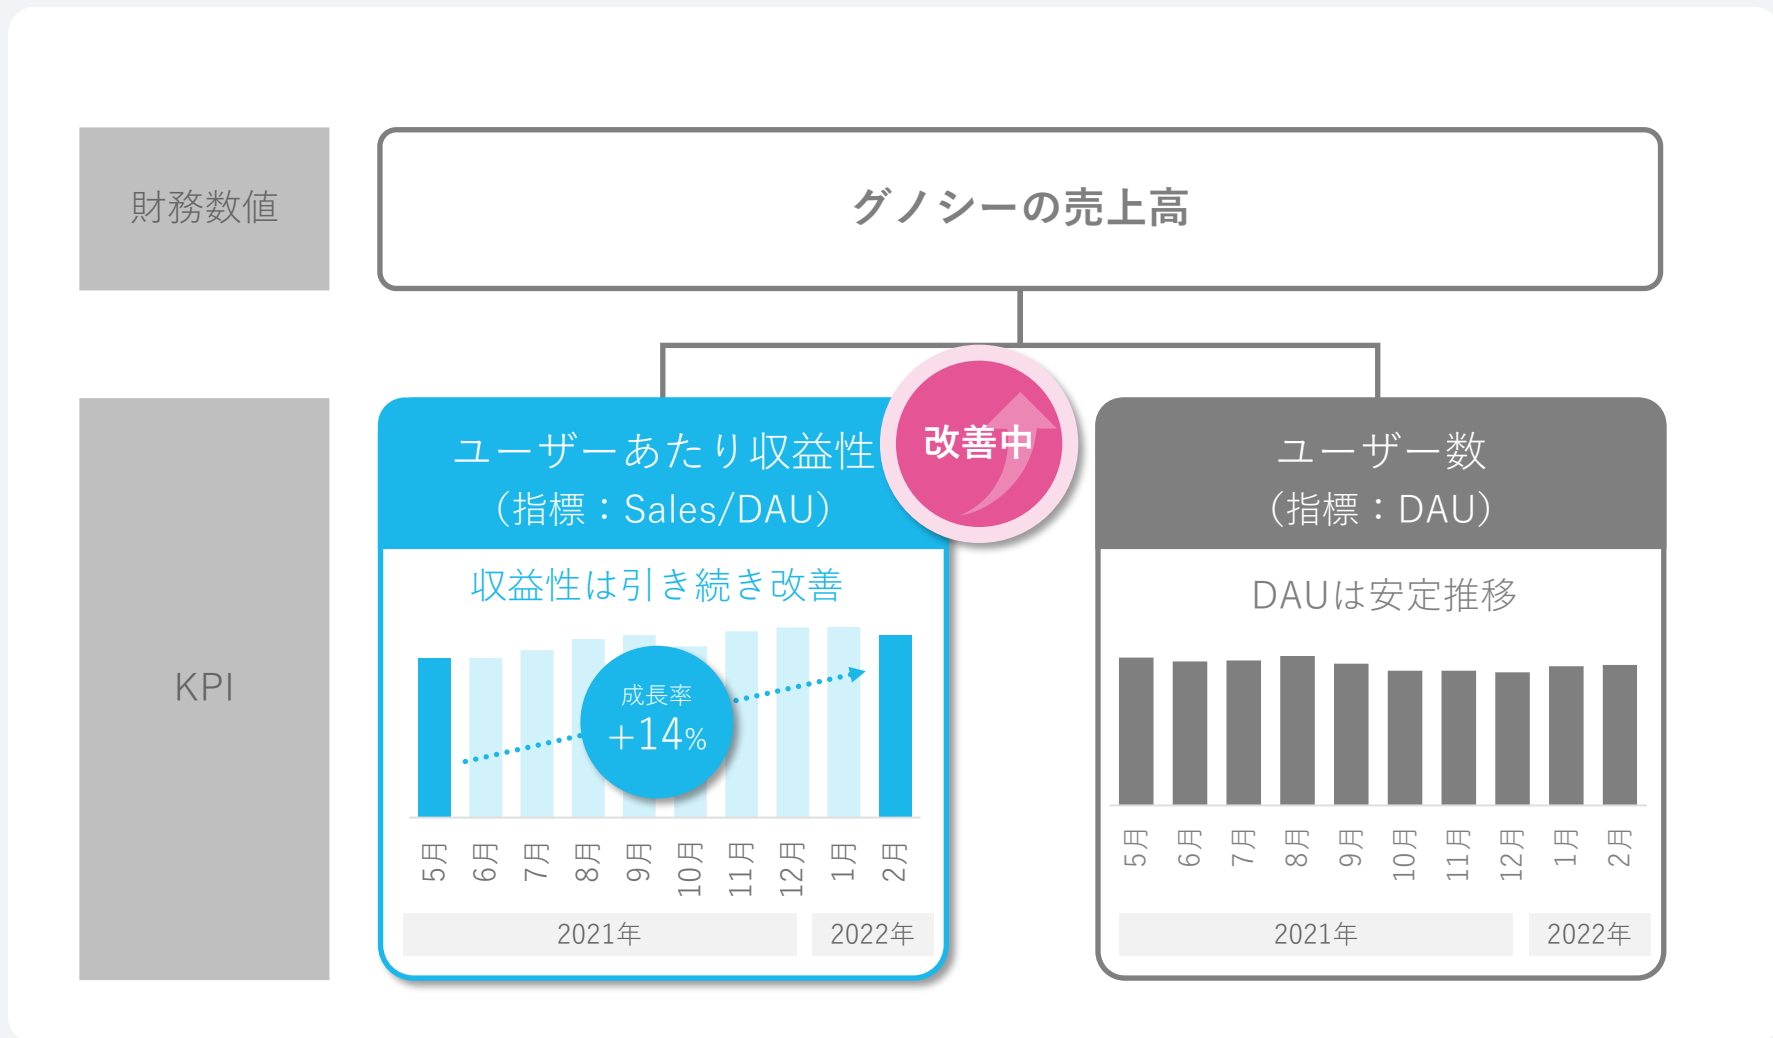 財務数値
グノシーの売上高
KPI
ユーザーあたり収益性
（指標：Sales/DAU）
改善中
収益性は引き続き改善
成長率
+14%
5月
6月
7月
8月
9月
10月
11月
12月
1月
2月
2021年
2022年
ユーザー数
（指標：DAU）
DAUは安定推移
5月
6月
7月
8月
9月
10月
11月
12月
1月
2月
2021年
2022年